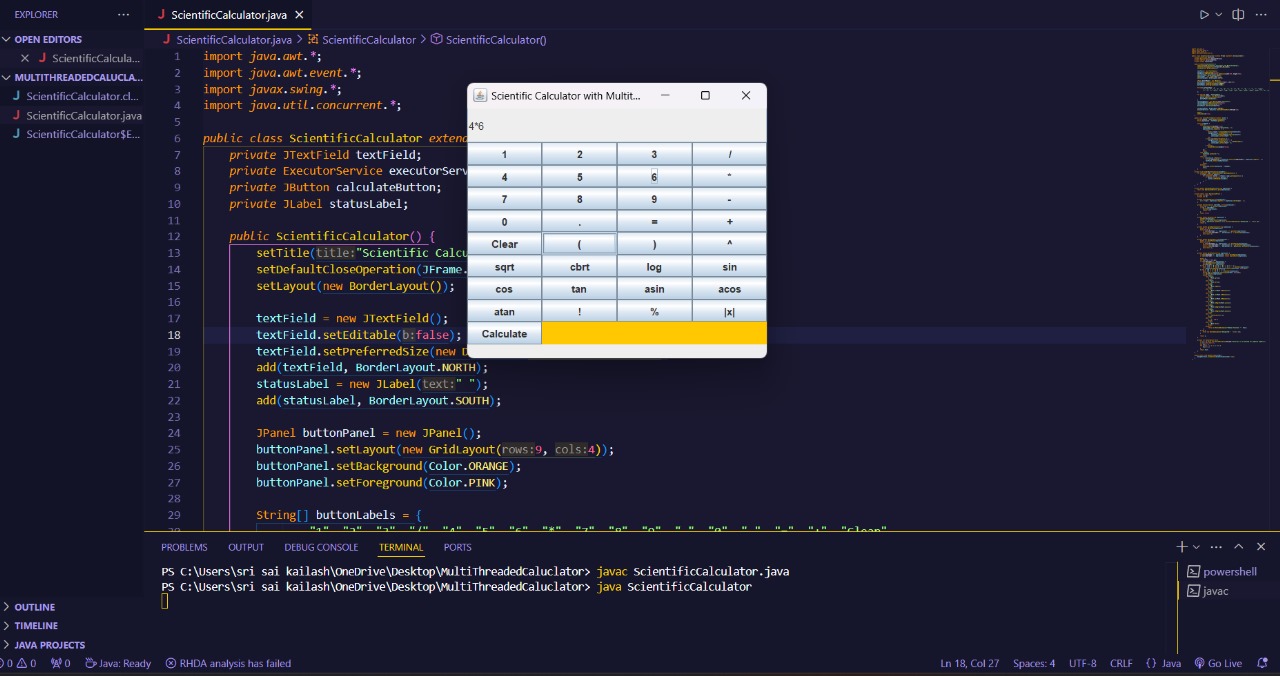 EXPLORER
OPEN EDITORS
ScientificCalcula...
MULTITHREADEDCALUCLA...
ScientificCalculator.cl...
ScientificCalculator.java
ScientificCalculator$E...
OUTLINE
TIMELINE
JAVA PROJECTS
ScientificCalculator.java
ScientificCalculator.java > ScientificCalculator > ScientificCalculator()
1 import java.awt.*;
2 import java.awt.event.*;
3 import javax.swing.*;
4 import java.util.concurrent.*;
5
6 public class ScientificCalculator exten
7 private JTextField textField;
8 private ExecutorService executorServ
9 private JButton calculateButton;
10 private JLabel statusLabel;
11
12 public ScientificCalculator() {
13 setTitle(title:"Scientific Calcu
14 setDefaultCloseOperation(JFrame.
15 setLayout(new BorderLayout());
16
17 textField = new JTextField();
18 textField.setEditable(b:false);
19 textField.setPreferredSize(new
20 add(textField, BorderLayout.NORTH);
21 statusLabel = new JLabel(text:" ");
22 add(statusLabel, BorderLayout.SOUTH);
23
24 JPanel buttonPanel = new JPanel();
25 buttonPanel.setLayout(new GridLayout(rows:9, cols:4));
26 buttonPanel.setBackground(Color.ORANGE);
27 buttonPanel.setForeground(Color.PINK);
28
29 String[] buttonLabels = {
Scientific Calculator with Multit...
4*6
1 2 3 /
4 5 6 *
7 8 9 -
0 . = +
Clear ( ) ^
sqrt cbrt log sin
cos tan asin acos
atan ! % |x|
Calculate
PROBLEMS OUTPUT DEBUG CONSOLE TERMINAL PORTS
PS C:\Users\sri sai kailash\OneDrive\Desktop\MultiThreadedCaluclator> javac ScientificCalculator.java
PS C:\Users\sri sai kailash\OneDrive\Desktop\MultiThreadedCaluclator> java ScientificCalculator
powershell
javac
0 0 0 Java: Ready RHDA analysis has failed Ln 18, Col 27 Spaces: 4 UTF-8 CRLF {} Java Go Live